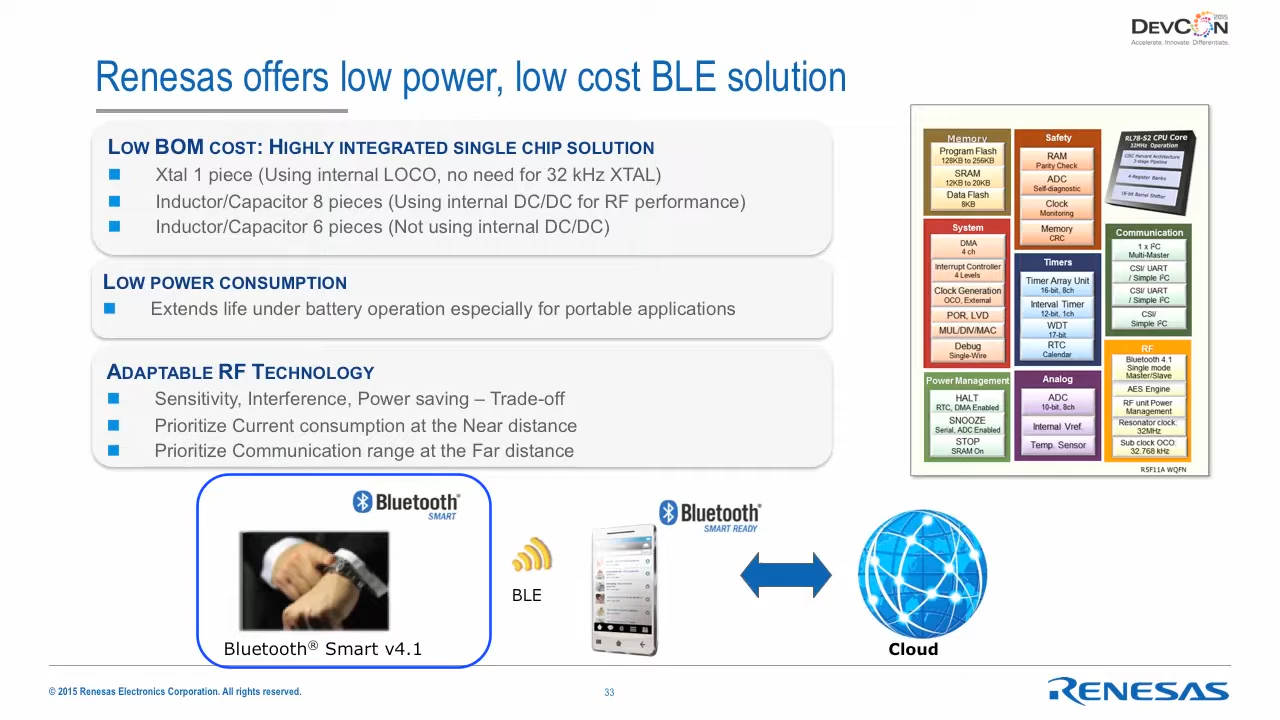 DEVCON 2015
Accelerate. Innovate. Differentiate.
Renesas offers low power, low cost BLE solution
LOW BOM COST: HIGHLY INTEGRATED SINGLE CHIP SOLUTION
Xtal 1 piece (Using internal LOCO, no need for 32 kHz XTAL)
Inductor/Capacitor 8 pieces (Using internal DC/DC for RF performance)
Inductor/Capacitor 6 pieces (Not using internal DC/DC)
LOW POWER CONSUMPTION
Extends life under battery operation especially for portable applications
ADAPTABLE RF TECHNOLOGY
Sensitivity, Interference, Power saving – Trade-off
Prioritize Current consumption at the Near distance
Prioritize Communication range at the Far distance
Memory
Program Flash
128KB to 256KB
SRAM
12KB to 20KB
Data Flash
8KB
Safety
RAM
Parity Check
ADC
Self-diagnostic
Clock
Monitoring
Memory
CRC
RL78-S2 CPU Core
32MHz Operation
CISC Harvard Architecture
3-stage Pipeline
4-Register Banks
16-bit Barrel Shifter
System
DMA
4 ch
Interrupt Controller
4 Levels
Clock Generation
OCO, External
POR, LVD
MUL/DIV/MAC
Debug
Single-Wire
Timers
Timer Array Unit
16-bit, 8ch
Interval Timer
12-bit, 1ch
WDT
17-bit
RTC
Calendar
Communication
1 x I²C
Multi-Master
CSI/ UART
/ Simple I²C
CSI/ UART
/ Simple I²C
CSI/
Simple I²C
Power Management
HALT
RTC, DMA Enabled
SNOOZE
Serial, ADC Enabled
STOP
SRAM On
Analog
ADC
10-bit, 8ch
Internal Vref.
Temp. Sensor
RF
Bluetooth 4.1
Single mode
Master/Slave
AES Engine
RF unit Power
Management
Resonator clock:
32MHz
Sub clock OCO:
32.768 kHz
R5F11A WQFN
Bluetooth®
SMART
Bluetooth® Smart v4.1
BLE
Bluetooth®
SMART READY
Cloud
© 2015 Renesas Electronics Corporation. All rights reserved.
33
RENESAS